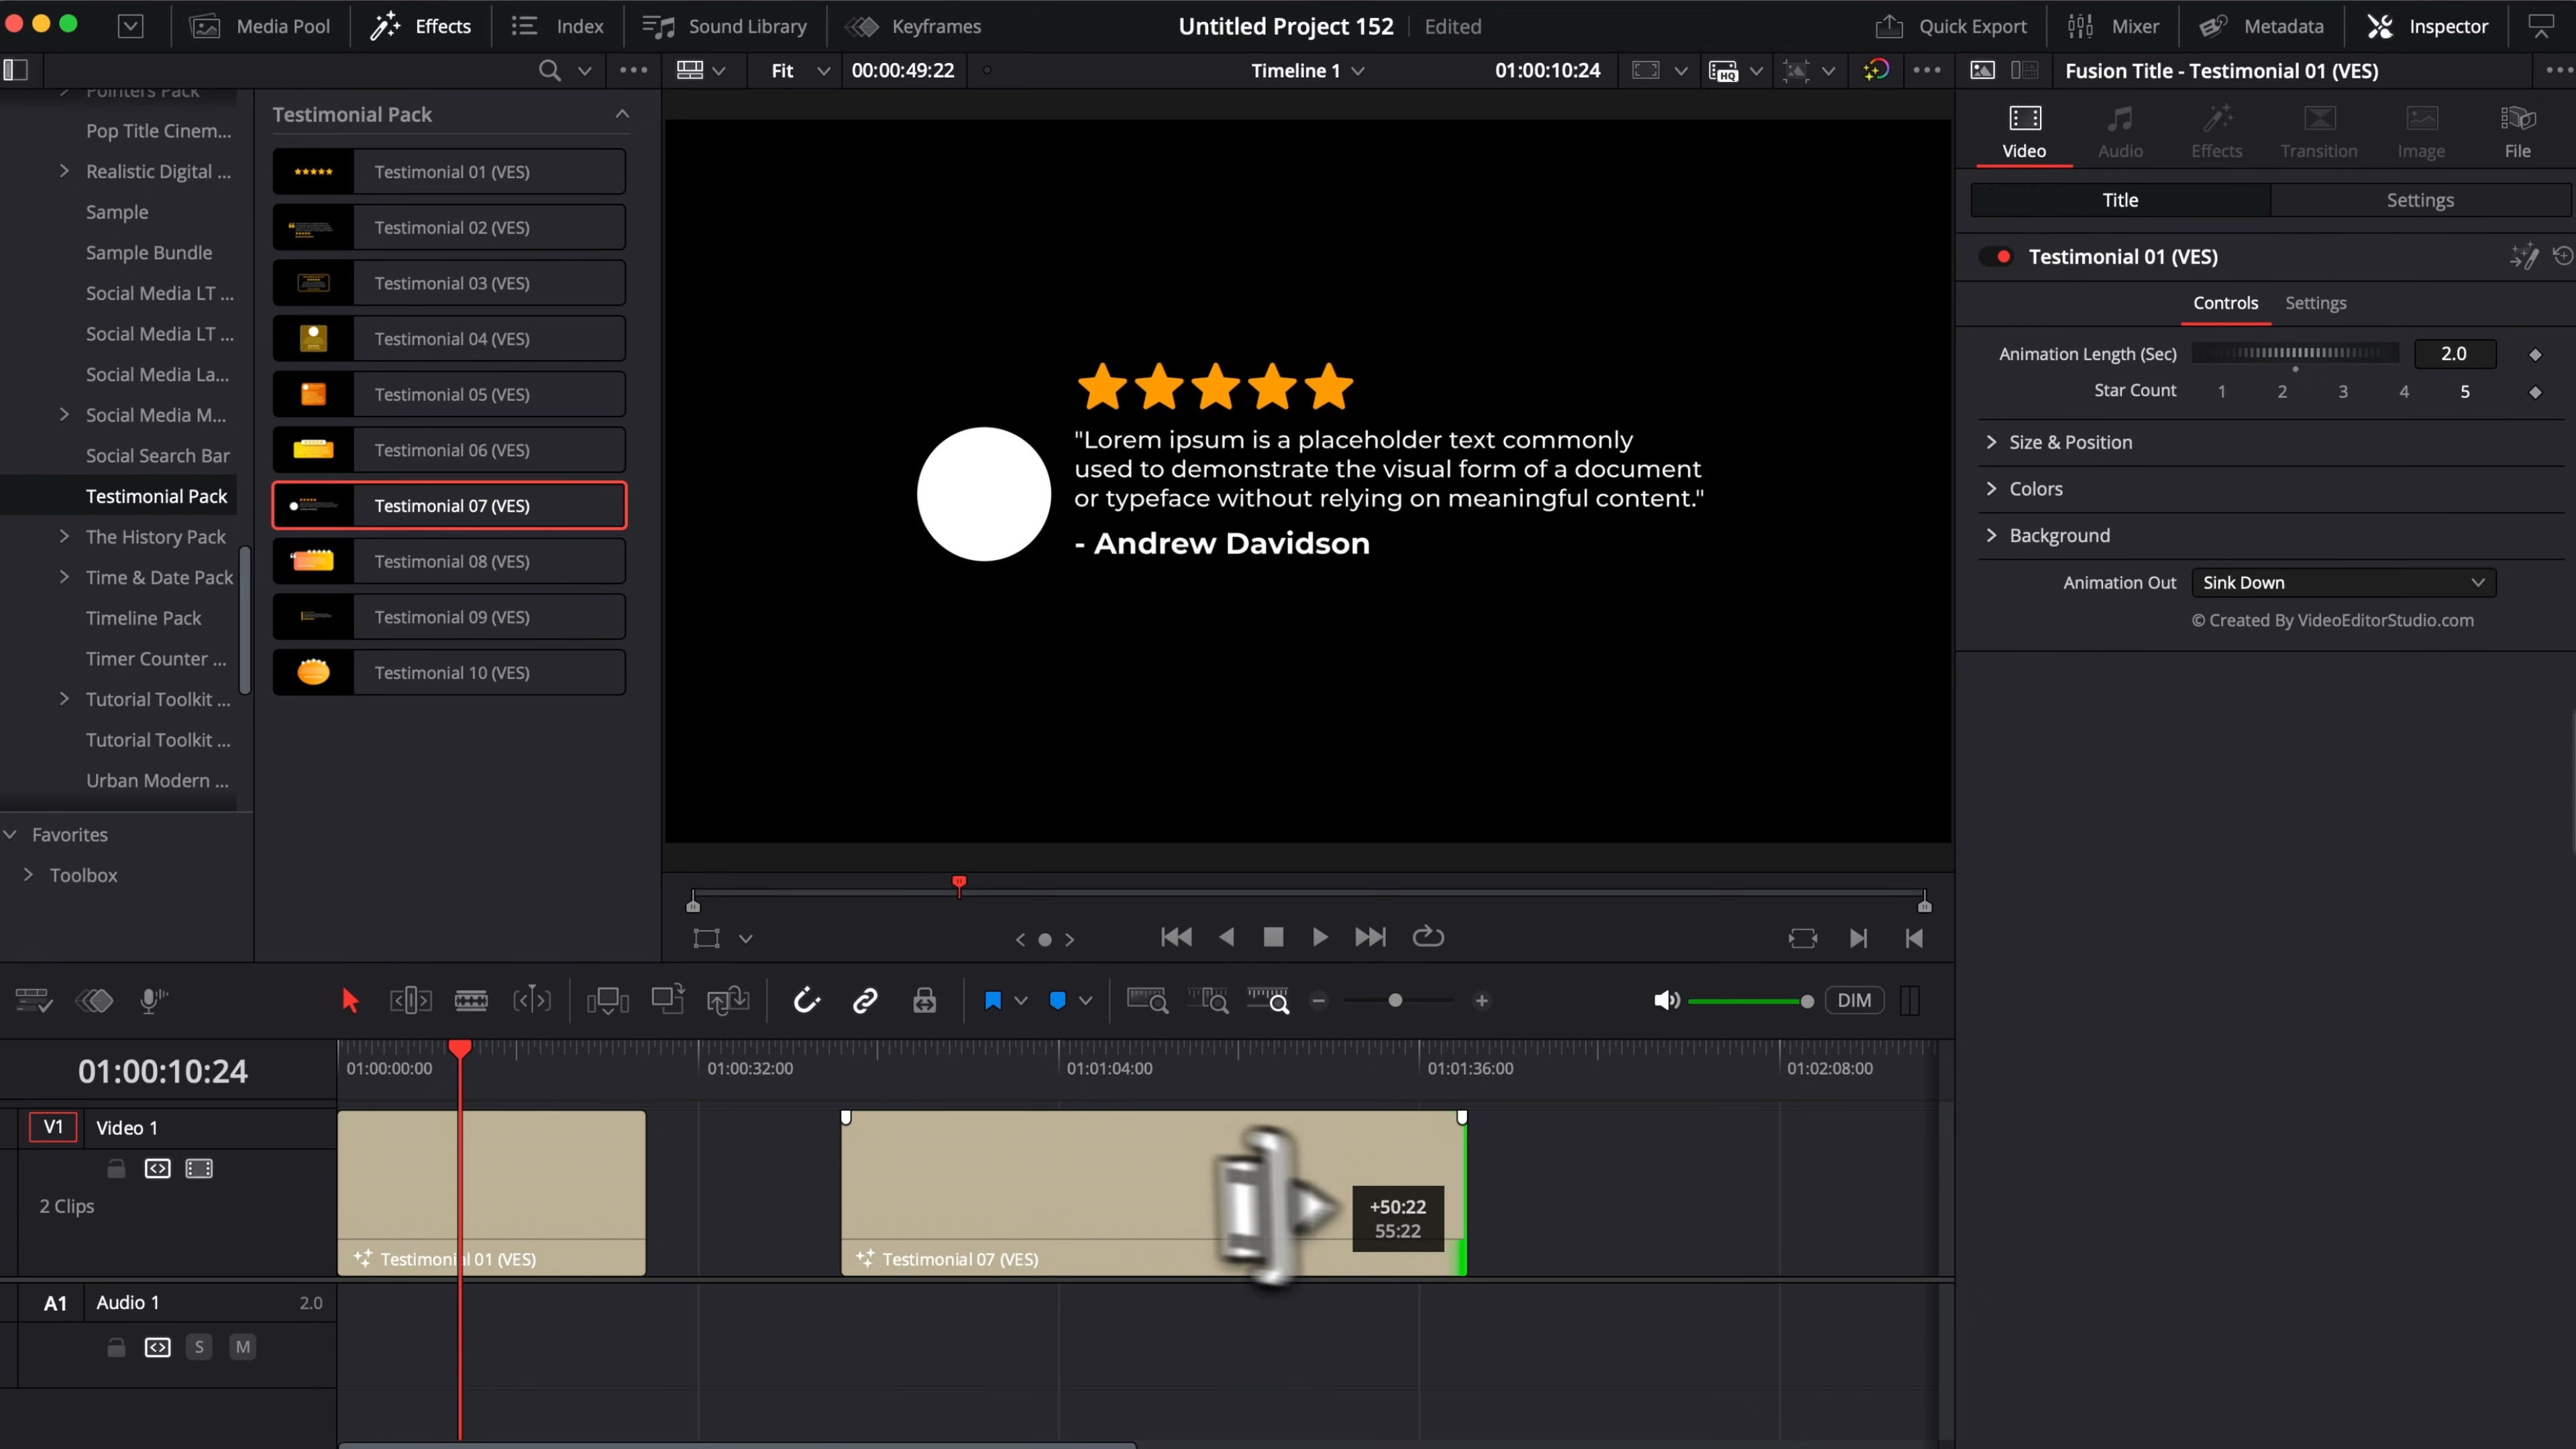 Media Pool
Effects
Index
Sound Library
Keyframes
Untitled Project 152
Edited
Quick Export
Mixer
Metadata
Inspector
Fit
00:00:49:22
Timeline 1
01:00:10:24
HQ
Fusion Title - Testimonial 01 (VES)
Pointers Pack
Pop Title Cinem...
Realistic Digital ...
Sample
Sample Bundle
Social Media LT ...
Social Media LT ...
Social Media La...
Social Media M...
Social Search Bar
Testimonial Pack
The History Pack
Time & Date Pack
Timeline Pack
Timer Counter ...
Tutorial Toolkit ...
Tutorial Toolkit ...
Urban Modern ...
Favorites
Toolbox
Testimonial Pack
Testimonial 01 (VES)
Testimonial 02 (VES)
Testimonial 03 (VES)
Testimonial 04 (VES)
Testimonial 05 (VES)
Testimonial 06 (VES)
Testimonial 07 (VES)
Testimonial 08 (VES)
Testimonial 09 (VES)
Testimonial 10 (VES)
"Lorem ipsum is a placeholder text commonly
used to demonstrate the visual form of a document
or typeface without relying on meaningful content."
- Andrew Davidson
Video
Audio
Effects
Transition
Image
File
Title
Settings
Testimonial 01 (VES)
Controls
Settings
Animation Length (Sec)
2.0
Star Count
1
2
3
4
5
Size & Position
Colors
Background
Animation Out
Sink Down
© Created By VideoEditorStudio.com
DIM
01:00:10:24
01:00:00:00
01:00:32:00
01:01:04:00
01:01:36:00
01:02:08:00
V1
Video 1
2 Clips
Testimonial 01 (VES)
Testimonial 07 (VES)
+50:22
55:22
A1
Audio 1
2.0
S
M